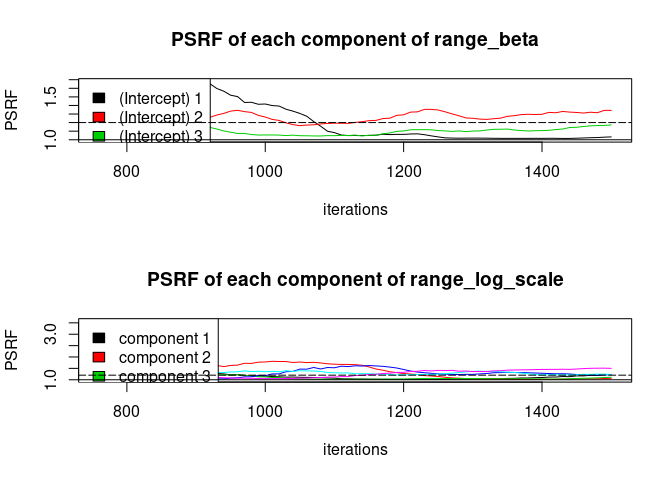 PSRF of each component of range_beta
PSRF
1.5
1.0
(Intercept) 1
(Intercept) 2
(Intercept) 3
800 1000 1200 1400
iterations
PSRF of each component of range_log_scale
PSRF
3.0
1.0
component 1
component 2
component 3
800 1000 1200 1400
iterations